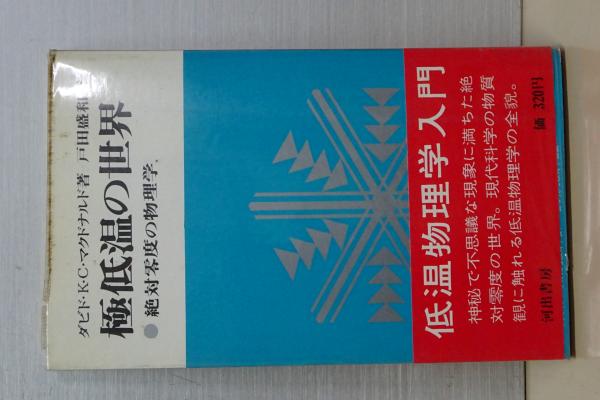 ダビド・K・C・マクドナルド著 戸田盛和
極低温の世界
●絶対零度の物理学
低温物理学入門
神秘で不思議な現象に満ちた絶
対零度の世界。現代科学の物質
観に触れる低温物理学の全貌。
河出書房 価 320円